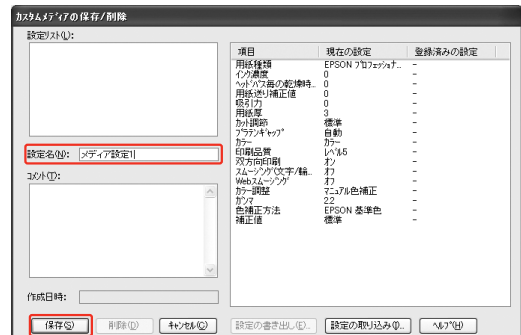 カスタムメディアの保存/削除
設定リスト(L):
項目 現在の設定 登録済みの設定
用紙種類 EPSON プロフェッショナ... -
インク濃度 0 -
ヘッドパス毎の乾燥時... 0 -
用紙送り補正値 0 -
吸引力 0 -
用紙厚 3 -
カット調節 標準 -
プラテンギャップ 自動 -
カラー カラー -
印刷品質 レベル5 -
双方向印刷 オン -
スムージング(文字/輪... オフ -
Webスムージング オフ -
カラー調整 マニュアル色補正 -
ガンマ 2.2 -
色補正方法 EPSON 基準色 -
補正値 標準 -
設定名(N): メディア設定1
コメント(T):
作成日時:
保存(S) 削除(D) キャンセル(C) 設定の書き出し(E)... 設定の取り込み(I)... ヘルプ(H)